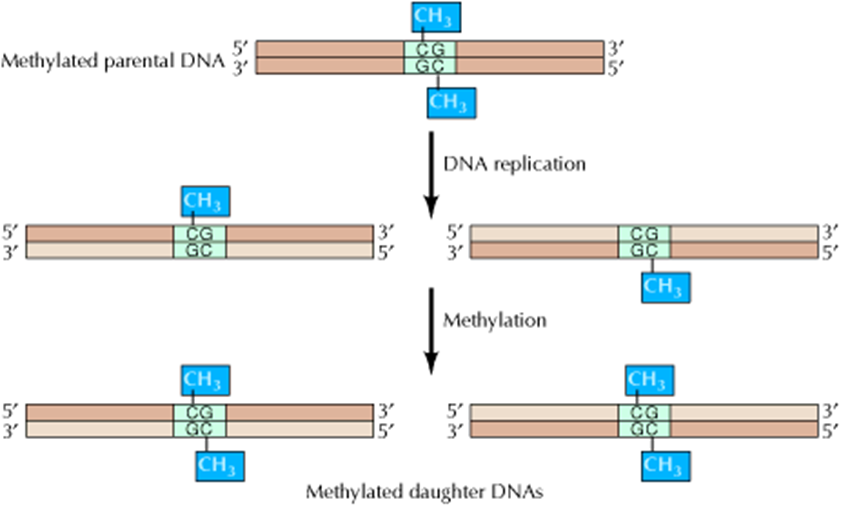 CH3
5′ CG 3′
Methylated parental DNA
3′ GC 5′
CH3
DNA replication
CH3
5′ CG 3′ 5′ CG 3′
3′ GC 5′ 3′ GC 5′
CH3
Methylation
CH3 CH3
5′ CG 3′ 5′ CG 3′
3′ GC 5′ 3′ GC 5′
CH3 CH3
Methylated daughter DNAs